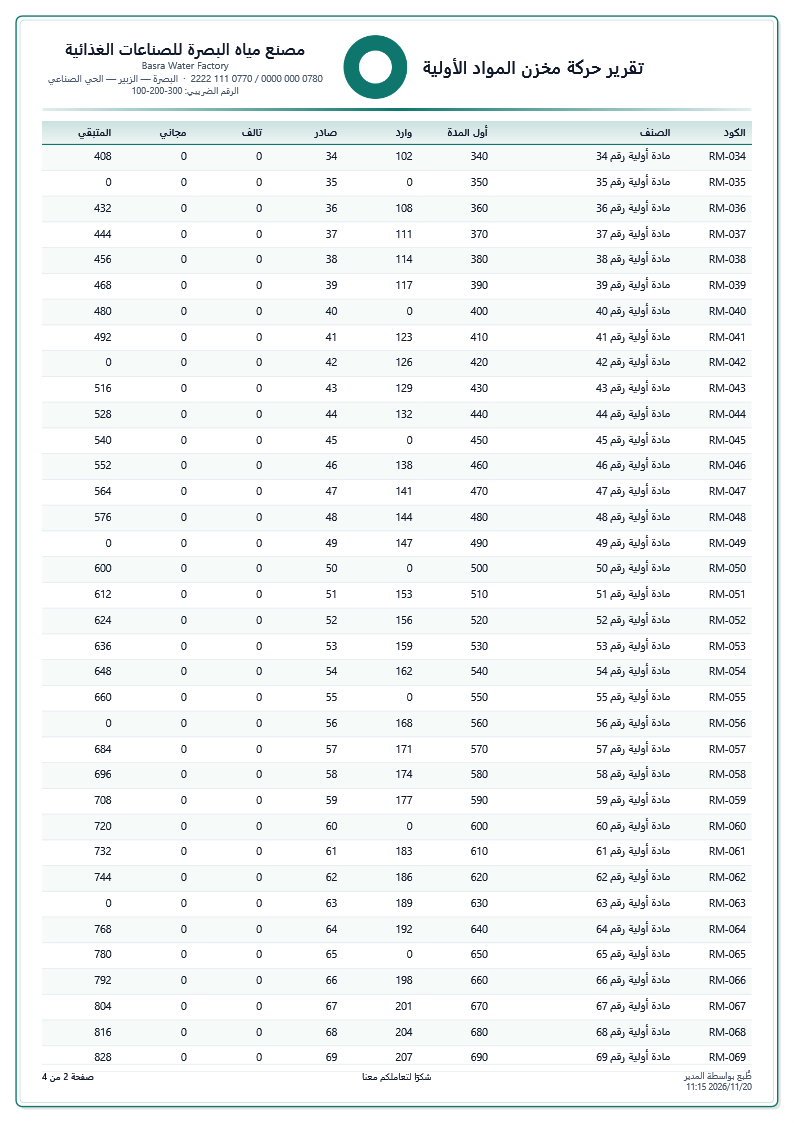 تقرير حركة مخزن المواد الأولية
مصنع مياه البصرة للصناعات الغذائية
Basra Water Factory
البصرة — الزبير — الحي الصناعي · 0770 111 2222 / 0780 000 0000
الرقم الضريبي: 300-200-100
الكود الصنف أول المدة وارد صادر تالف مجاني المتبقي
RM-034 مادة أولية رقم 34 340 102 34 0 0 408
RM-035 مادة أولية رقم 35 350 0 35 0 0 0
RM-036 مادة أولية رقم 36 360 108 36 0 0 432
RM-037 مادة أولية رقم 37 370 111 37 0 0 444
RM-038 مادة أولية رقم 38 380 114 38 0 0 456
RM-039 مادة أولية رقم 39 390 117 39 0 0 468
RM-040 مادة أولية رقم 40 400 0 40 0 0 480
RM-041 مادة أولية رقم 41 410 123 41 0 0 492
RM-042 مادة أولية رقم 42 420 126 42 0 0 0
RM-043 مادة أولية رقم 43 430 129 43 0 0 516
RM-044 مادة أولية رقم 44 440 132 44 0 0 528
RM-045 مادة أولية رقم 45 450 0 45 0 0 540
RM-046 مادة أولية رقم 46 460 138 46 0 0 552
RM-047 مادة أولية رقم 47 470 141 47 0 0 564
RM-048 مادة أولية رقم 48 480 144 48 0 0 576
RM-049 مادة أولية رقم 49 490 147 49 0 0 0
RM-050 مادة أولية رقم 50 500 0 50 0 0 600
RM-051 مادة أولية رقم 51 510 153 51 0 0 612
RM-052 مادة أولية رقم 52 520 156 52 0 0 624
RM-053 مادة أولية رقم 53 530 159 53 0 0 636
RM-054 مادة أولية رقم 54 540 162 54 0 0 648
RM-055 مادة أولية رقم 55 550 0 55 0 0 660
RM-056 مادة أولية رقم 56 560 168 56 0 0 0
RM-057 مادة أولية رقم 57 570 171 57 0 0 684
RM-058 مادة أولية رقم 58 580 174 58 0 0 696
RM-059 مادة أولية رقم 59 590 177 59 0 0 708
RM-060 مادة أولية رقم 60 600 0 60 0 0 720
RM-061 مادة أولية رقم 61 610 183 61 0 0 732
RM-062 مادة أولية رقم 62 620 186 62 0 0 744
RM-063 مادة أولية رقم 63 630 189 63 0 0 0
RM-064 مادة أولية رقم 64 640 192 64 0 0 768
RM-065 مادة أولية رقم 65 650 0 65 0 0 780
RM-066 مادة أولية رقم 66 660 198 66 0 0 792
RM-067 مادة أولية رقم 67 670 201 67 0 0 804
RM-068 مادة أولية رقم 68 680 204 68 0 0 816
RM-069 مادة أولية رقم 69 690 207 69 0 0 828
طُبع بواسطة المدير
2026/11/20 11:15
شكرًا لتعاملكم معنا
صفحة 2 من 4